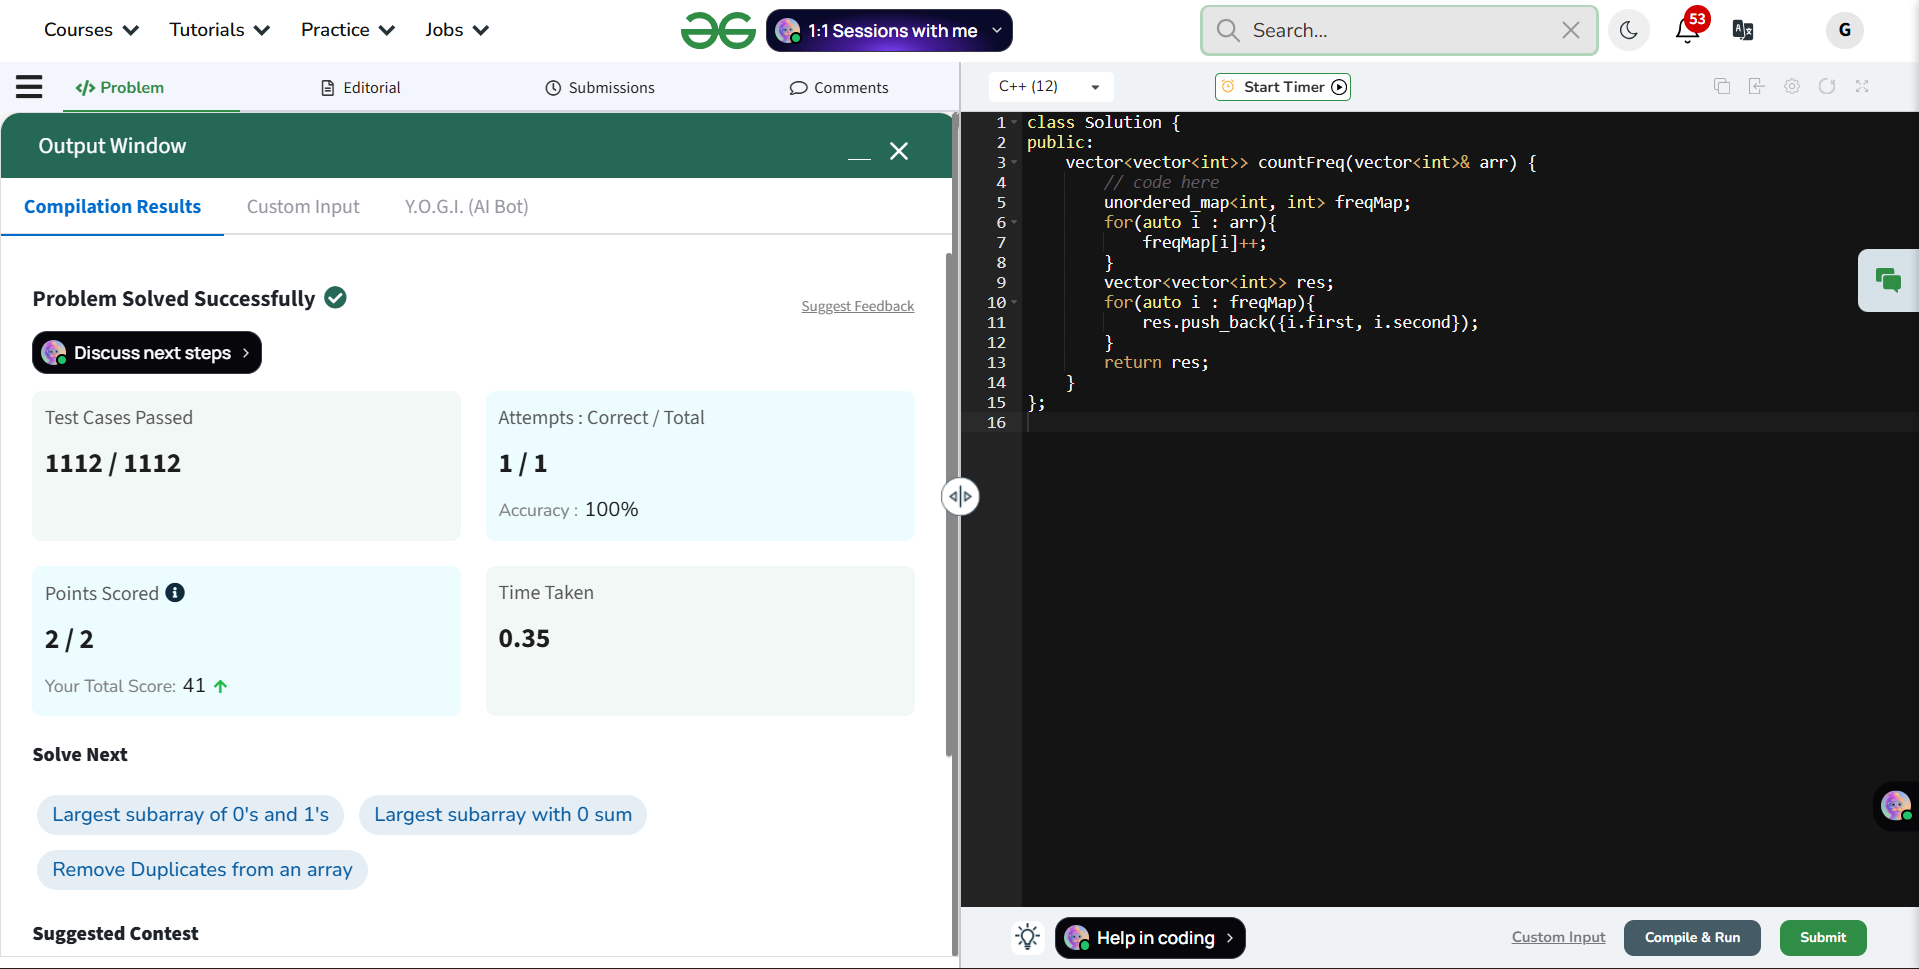 Courses Tutorials Practice Jobs 1:1 Sessions with me Search... 53 G
Problem Editorial Submissions Comments C++ (12) Start Timer
Output Window
Compilation Results Custom Input Y.O.G.I. (AI Bot)
Problem Solved Successfully
Suggest Feedback
Discuss next steps
Test Cases Passed
1112 / 1112
Attempts : Correct / Total
1 / 1
Accuracy : 100%
Points Scored
2 / 2
Your Total Score: 41
Time Taken
0.35
Solve Next
Largest subarray of 0's and 1's
Largest subarray with 0 sum
Remove Duplicates from an array
Suggested Contest
1 class Solution {
2 public:
3 vector<vector<int>> countFreq(vector<int>& arr) {
4 // code here
5 unordered_map<int, int> freqMap;
6 for(auto i : arr){
7 freqMap[i]++;
8 }
9 vector<vector<int>> res;
10 for(auto i : freqMap){
11 res.push_back({i.first, i.second});
12 }
13 return res;
14 }
15 };
16
Help in coding Custom Input Compile & Run Submit